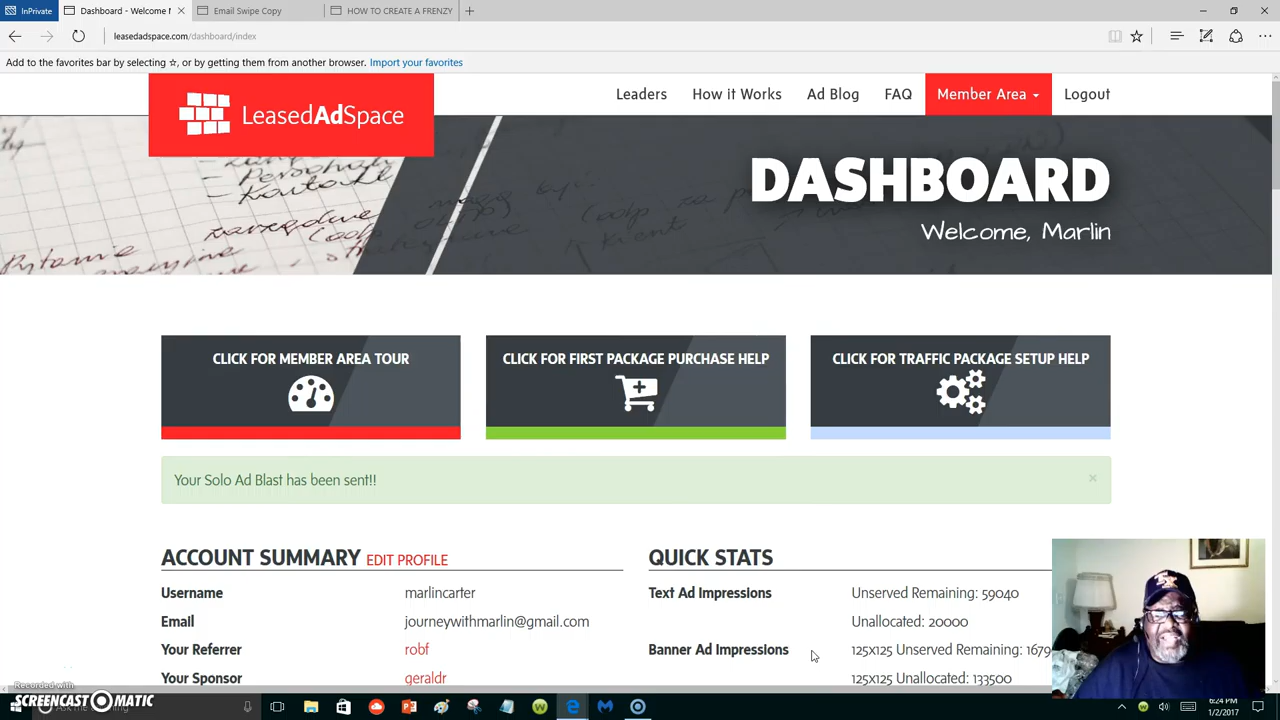 InPrivate
Dashboard - Welcome M
Email Swipe Copy
HOW TO CREATE A FRENZY
leasedadspace.com/dashboard/index
Add to the favorites bar by selecting ☆, or by getting them from another browser. Import your favorites
LeasedAdSpace
Leaders
How it Works
Ad Blog
FAQ
Member Area
Logout
DASHBOARD
Welcome, Marlin
CLICK FOR MEMBER AREA TOUR
CLICK FOR FIRST PACKAGE PURCHASE HELP
CLICK FOR TRAFFIC PACKAGE SETUP HELP
Your Solo Ad Blast has been sent!!
ACCOUNT SUMMARY EDIT PROFILE
Username marlincarter
Email journeywithmarlin@gmail.com
Your Referrer robf
Your Sponsor geraldr
QUICK STATS
Text Ad Impressions Unserved Remaining: 59040
Unallocated: 20000
Banner Ad Impressions 125x125 Unserved Remaining: 1679
125x125 Unallocated: 133500
Recorded with
SCREENCAST MATIC
6:24 PM
1/2/2017